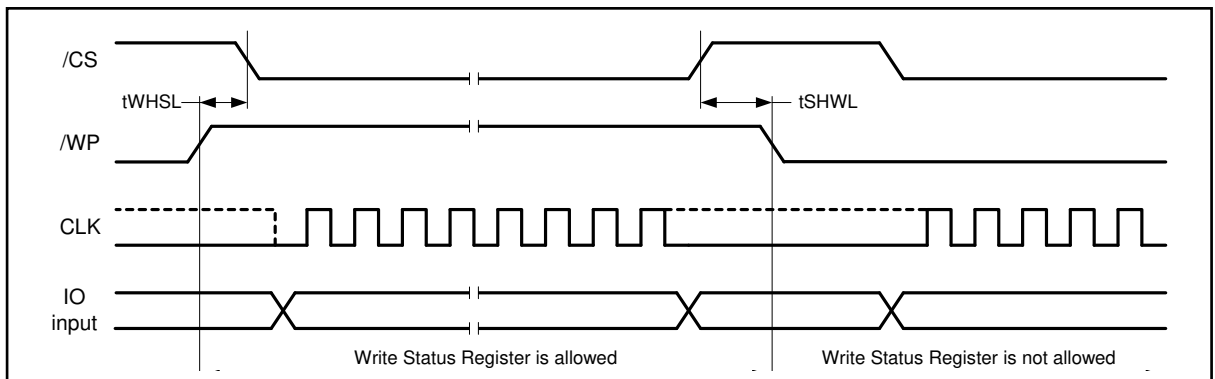 /CS
tWHSL
tSHWL
/WP
CLK
IO
input
Write Status Register is allowed
Write Status Register is not allowed